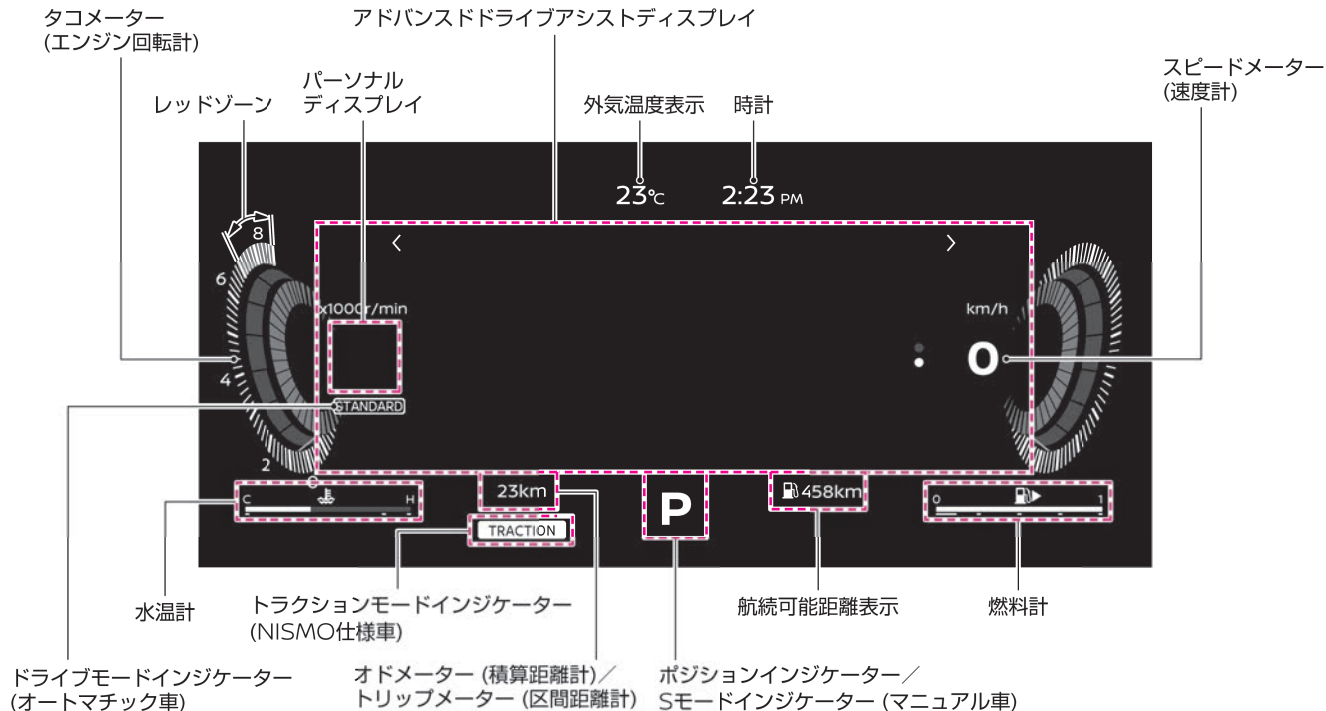 タコメーター
(エンジン回転計)
アドバンスドドライブアシストディスプレイ
レッドゾーン
パーソナル
ディスプレイ
外気温度表示
時計
スピードメーター
(速度計)
23℃
2:23 PM
8
6
x1000r/min
km/h
0
4
STANDARD
2
0
C
H
23km
TRACTION
P
458km
0
1
水温計
トラクションモードインジケーター
(NISMO仕様車)
航続可能距離表示
燃料計
ドライブモードインジケーター
(オートマチック車)
オドメーター (積算距離計)／
トリップメーター (区間距離計)
ポジションインジケーター／
Sモードインジケーター (マニュアル車)